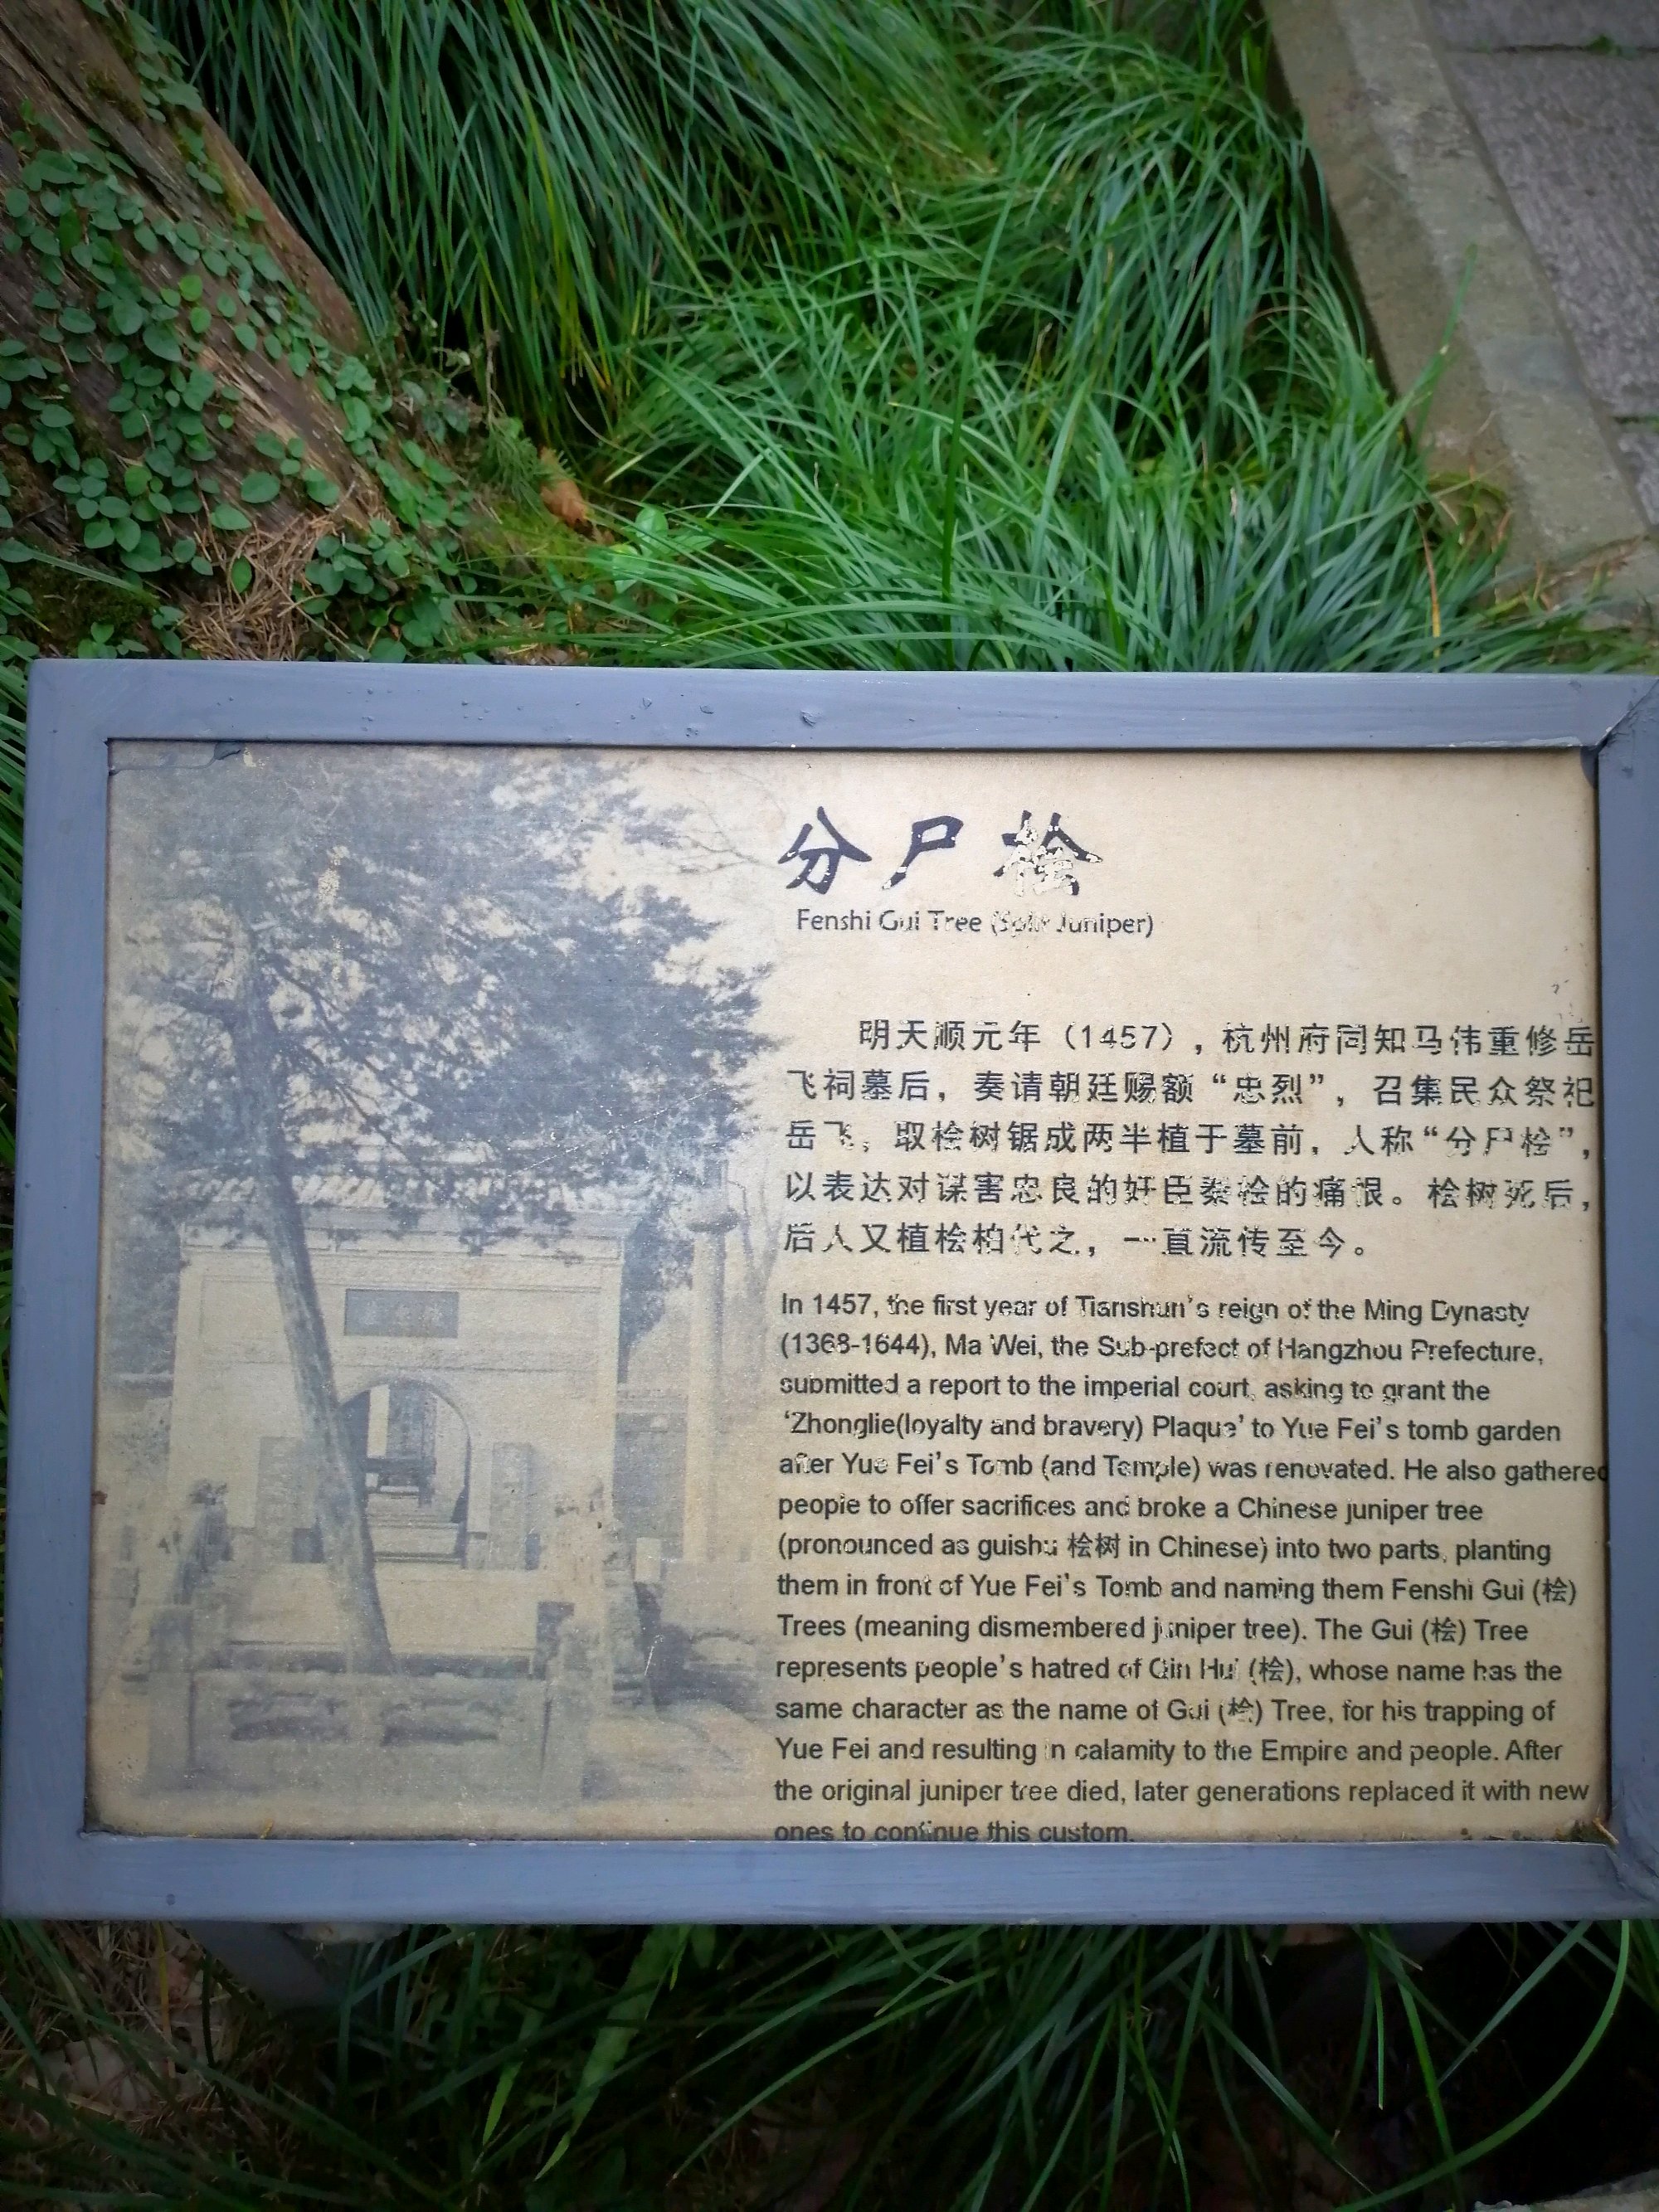 分尸桧
Fenshi Gui Tree (Split Juniper)
明天顺元年（1457），杭州府同知马伟重修岳
飞祠墓后，奏请朝廷赐额“忠烈”，召集民众祭祀
岳飞，取桧树锯成两半植于墓前，人称“分尸桧”，
以表达对谋害忠良的奸臣秦桧的痛恨。桧树死后，
后人又植桧柏代之，一直流传至今。
In 1457, the first year of Tianshun's reign of the Ming Dynasty
(1368-1644), Ma Wei, the Sub-prefect of Hangzhou Prefecture,
submitted a report to the imperial court, asking to grant the
‘Zhonglie(loyalty and bravery) Plaque’ to Yue Fei's tomb garden
after Yue Fei's Tomb (and Temple) was renovated. He also gathered
people to offer sacrifices and broke a Chinese juniper tree
(pronounced as guishu 桧树 in Chinese) into two parts, planting
them in front of Yue Fei's Tomb and naming them Fenshi Gui (桧)
Trees (meaning dismembered juniper tree). The Gui (桧) Tree
represents people's hatred of Qin Hui (桧), whose name has the
same character as the name of Gui (桧) Tree, for his trapping of
Yue Fei and resulting in calamity to the Empire and people. After
the original juniper tree died, later generations replaced it with new
ones to continue this custom.